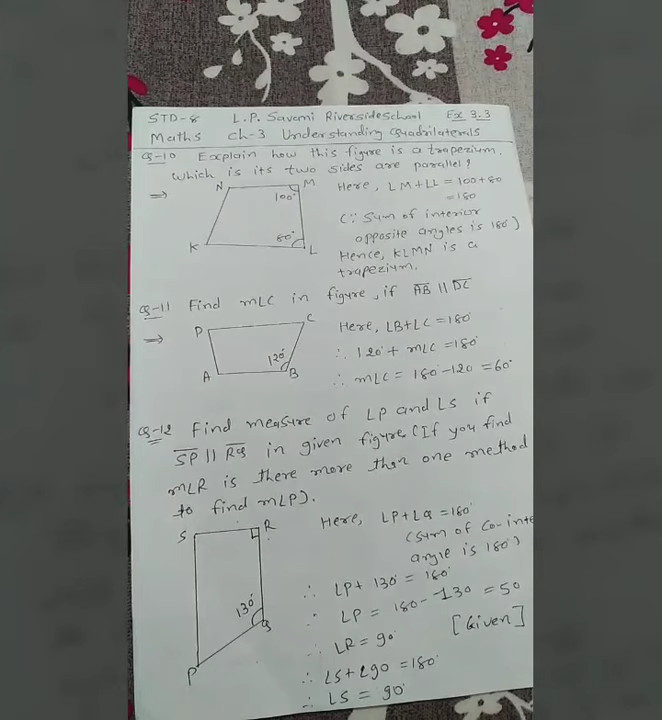 STD-8 L.P. Savani Riverside School Ex 3.3
Maths Ch-3 Understanding Quadrilaterals
Q-10 Explain how this figure is a trapezium.
Which is its two sides are parallel?
⇒ N M Here, ∠M+∠L = 100+80
100° =180
(∵ Sum of interior
opposite angles is 180°)
K 80° L Hence, KLMN is a
trapezium.
Q-11 Find m∠C in figure, if AB || DC
⇒ D C Here, ∠B+∠C =180°
∴ 120°+ m∠C =180°
A 120° B ∴ m∠C = 180°-120 =60°
Q-12 Find measure of ∠P and ∠S if
SP || RQ in given figure. (If you find
m∠R is there more than one method
to find m∠P).
S R Here, ∠P+∠Q =180°
(Sum of Co-inte
angle is 180°)
∴ ∠P+ 130° = 180°
130° ∴ ∠P = 180-130 = 50
Q ∴ ∠R = 90° [Given]
P ∴ ∠S+∠90 =180°
∴ ∠S = 90°